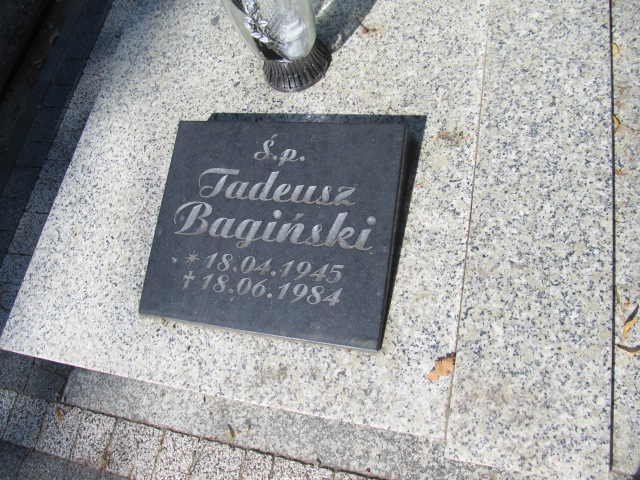 Ś.p.
Tadeusz
Bagiński
* 18.04.1945
✝ 18.06.1984